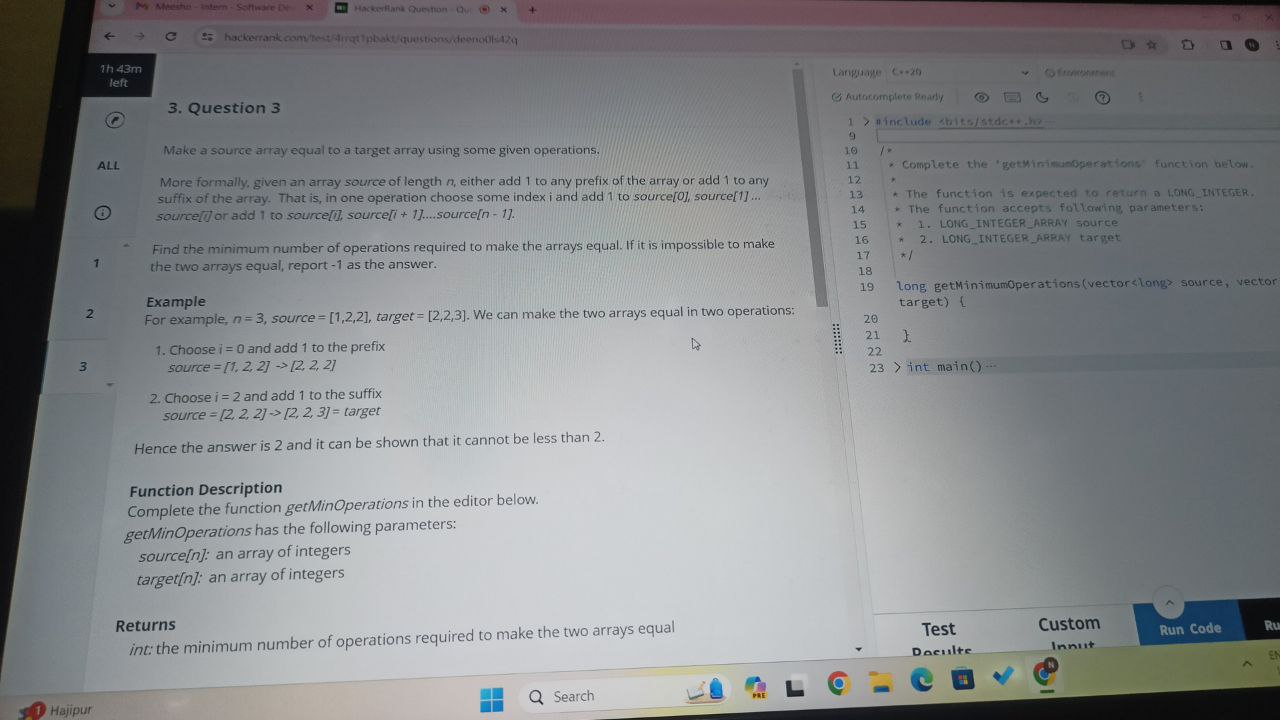 Meesho - Intern - Software De
HackerRank Question - Qu
hackerrank.com/test/4rrqt1pbakt/questions/deeno0ls42q
1h 43m
left
ALL
1
2
3
3. Question 3
Make a source array equal to a target array using some given operations.
More formally, given an array source of length n, either add 1 to any prefix of the array or add 1 to any
suffix of the array. That is, in one operation choose some index i and add 1 to source[0], source[1] ...
source[i] or add 1 to source[i], source[i + 1]....source[n - 1].
Find the minimum number of operations required to make the arrays equal. If it is impossible to make
the two arrays equal, report -1 as the answer.
Example
For example, n = 3, source = [1,2,2], target = [2,2,3]. We can make the two arrays equal in two operations:
1. Choose i = 0 and add 1 to the prefix
source = [1, 2, 2] -> [2, 2, 2]
2. Choose i = 2 and add 1 to the suffix
source = [2, 2, 2] -> [2, 2, 3] = target
Hence the answer is 2 and it can be shown that it cannot be less than 2.
Function Description
Complete the function getMinOperations in the editor below.
getMinOperations has the following parameters:
source[n]: an array of integers
target[n]: an array of integers
Returns
int: the minimum number of operations required to make the two arrays equal
Language C++20
Environment
Autocomplete Ready
1 > #include <bits/stdc++.h> ...
9
10 /*
11 * Complete the 'getMinimumOperations' function below.
12 *
13 * The function is expected to return a LONG_INTEGER.
14 * The function accepts following parameters:
15 * 1. LONG_INTEGER_ARRAY source
16 * 2. LONG_INTEGER_ARRAY target
17 */
18
19 long getMinimumOperations(vector<long> source, vector
target) {
20
21 }
22
23 > int main() ...
Test
Results
Custom
Input
Run Code
Ru
1
Hajipur
Search
PRE
N
EN